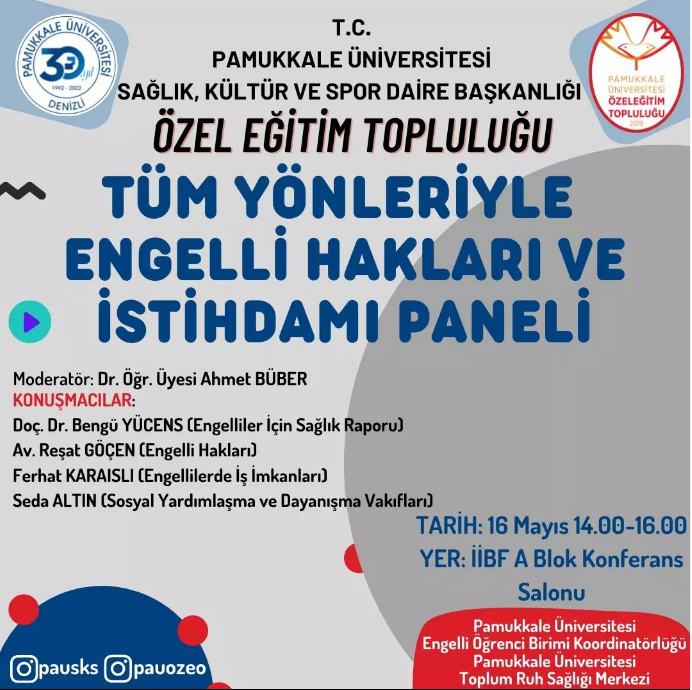 PAMUKKALE ÜNİVERSİTESİ
30.yıl
1992 - 2022
DENİZLİ
T.C.
PAMUKKALE ÜNİVERSİTESİ
SAĞLIK, KÜLTÜR VE SPOR DAİRE BAŞKANLIĞI
ÖZEL EĞİTİM TOPLULUĞU
PAMUKKALE
ÜNİVERSİTESİ
ÖZELEĞİTİM
TOPLULUĞU
2019
TÜM YÖNLERİYLE
ENGELLİ HAKLARI VE
İSTİHDAMI PANELİ
Moderatör: Dr. Öğr. Üyesi Ahmet BÜBER
KONUŞMACILAR:
Doç. Dr. Bengü YÜCENS (Engelliler İçin Sağlık Raporu)
Av. Reşat GÖÇEN (Engelli Hakları)
Ferhat KARAISLI (Engellilerde İş İmkanları)
Seda ALTIN (Sosyal Yardımlaşma ve Dayanışma Vakıfları)
TARİH: 16 Mayıs 14.00-16.00
YER: İİBF A Blok Konferans
Salonu
Pamukkale Üniversitesi
Engelli Öğrenci Birimi Koordinatörlüğü
Pamukkale Üniversitesi
Toplum Ruh Sağlığı Merkezi
pausks pauozeo